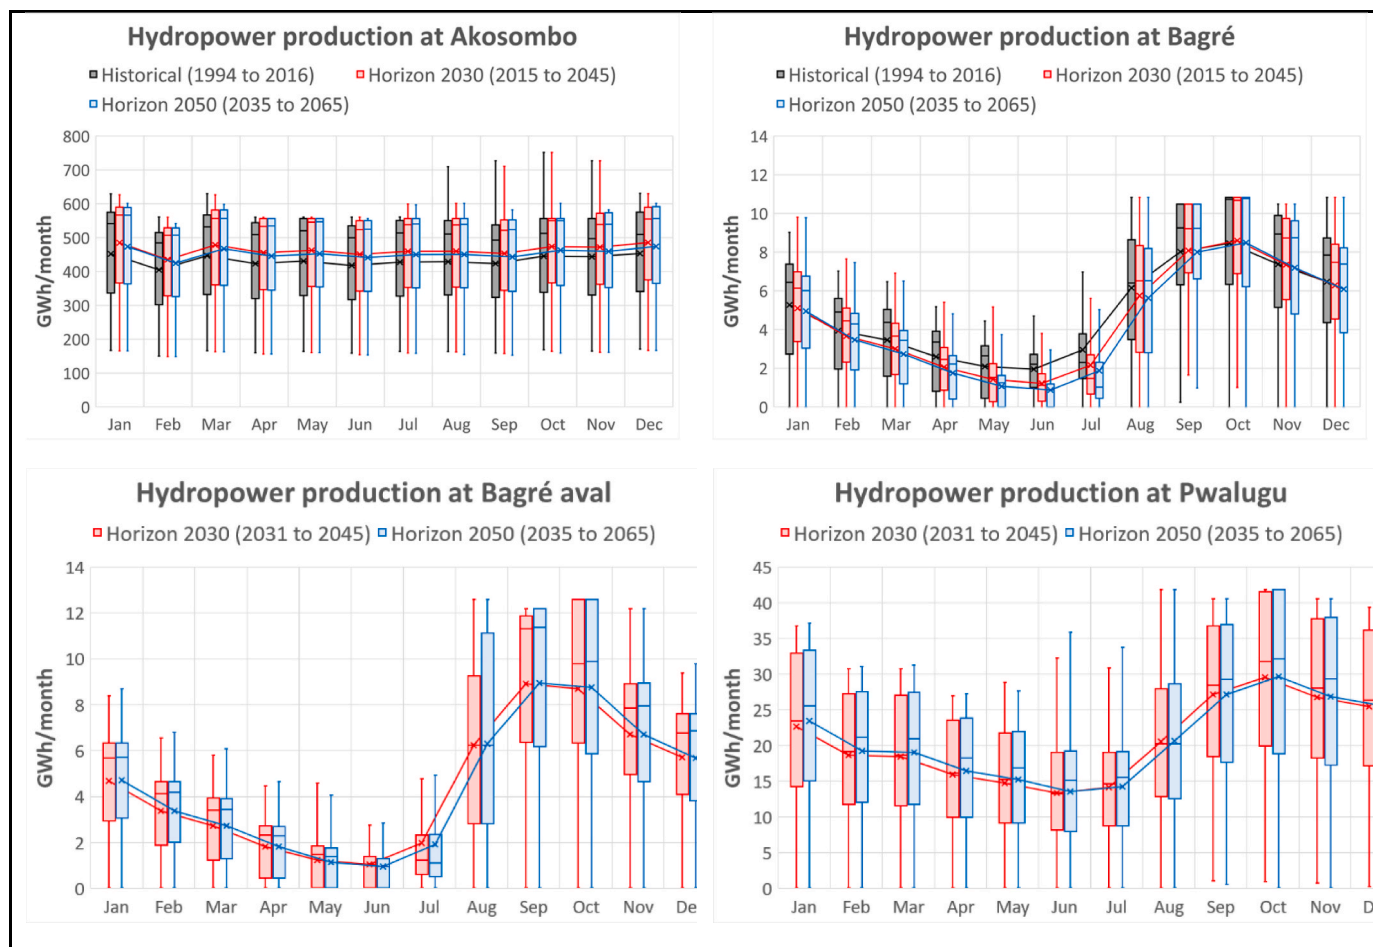 Hydropower production at Akosombo
Historical (1994 to 2016) Horizon 2030 (2015 to 2045)
Horizon 2050 (2035 to 2065)
GWh/month
800
700
600
500
400
300
200
100
0
Jan Feb Mar Apr May Jun Jul Aug Sep Oct Nov Dec
Hydropower production at Bagré
Historical (1994 to 2016) Horizon 2030 (2015 to 2045)
Horizon 2050 (2035 to 2065)
GWh/month
14
12
10
8
6
4
2
0
Jan Feb Mar Apr May Jun Jul Aug Sep Oct Nov Dec
Hydropower production at Bagré aval
Horizon 2030 (2031 to 2045) Horizon 2050 (2035 to 2065)
GWh/month
14
12
10
8
6
4
2
0
Jan Feb Mar Apr May Jun Jul Aug Sep Oct Nov De
Hydropower production at Pwalugu
Horizon 2030 (2031 to 2045) Horizon 2050 (2035 to 2065)
GWh/month
45
40
35
30
25
20
15
10
5
0
Jan Feb Mar Apr May Jun Jul Aug Sep Oct Nov D